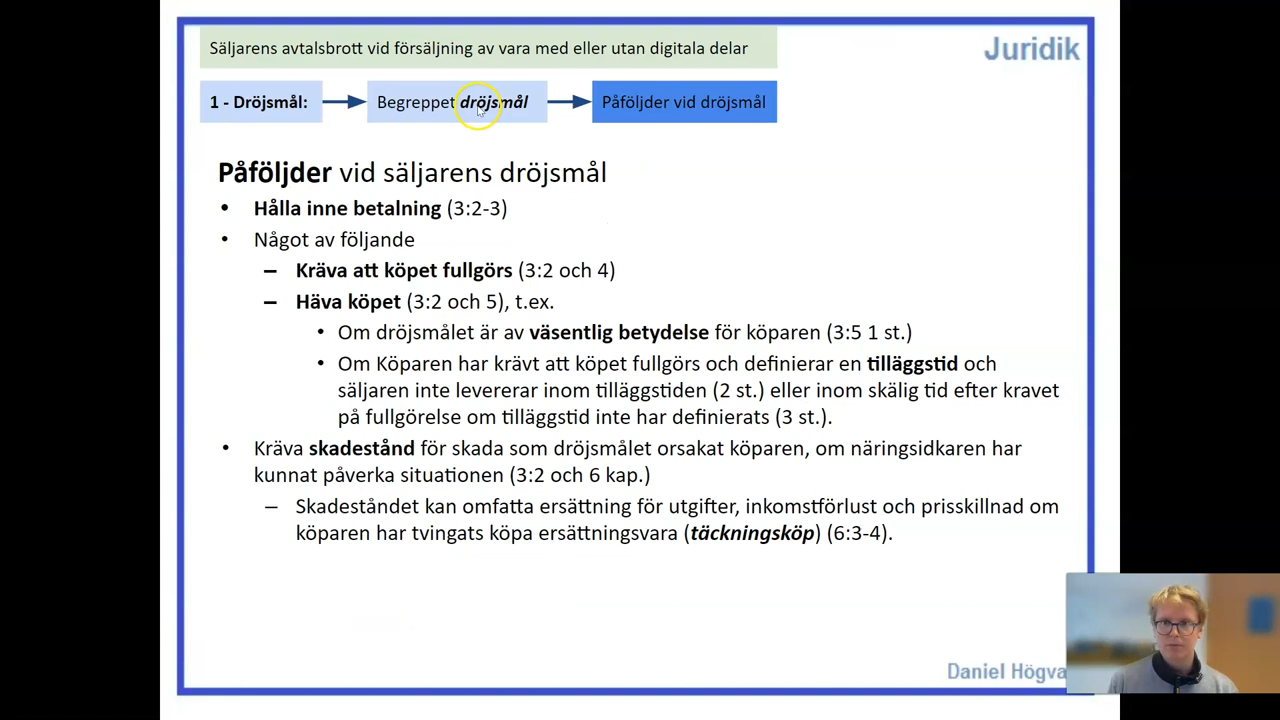 Säljarens avtalsbrott vid försäljning av vara med eller utan digitala delar
Juridik
1 - Dröjsmål:
Begreppet dröjsmål
Påföljder vid dröjsmål
Påföljder vid säljarens dröjsmål
• Hålla inne betalning (3:2-3)
• Något av följande
– Kräva att köpet fullgörs (3:2 och 4)
– Häva köpet (3:2 och 5), t.ex.
• Om dröjsmålet är av väsentlig betydelse för köparen (3:5 1 st.)
• Om Köparen har krävt att köpet fullgörs och definierar en tilläggstid och
säljaren inte levererar inom tilläggstiden (2 st.) eller inom skälig tid efter kravet
på fullgörelse om tilläggstid inte har definierats (3 st.).
• Kräva skadestånd för skada som dröjsmålet orsakat köparen, om näringsidkaren har
kunnat påverka situationen (3:2 och 6 kap.)
– Skadeståndet kan omfatta ersättning för utgifter, inkomstförlust och prisskillnad om
köparen har tvingats köpa ersättningsvara (täckningsköp) (6:3-4).
Daniel Högva